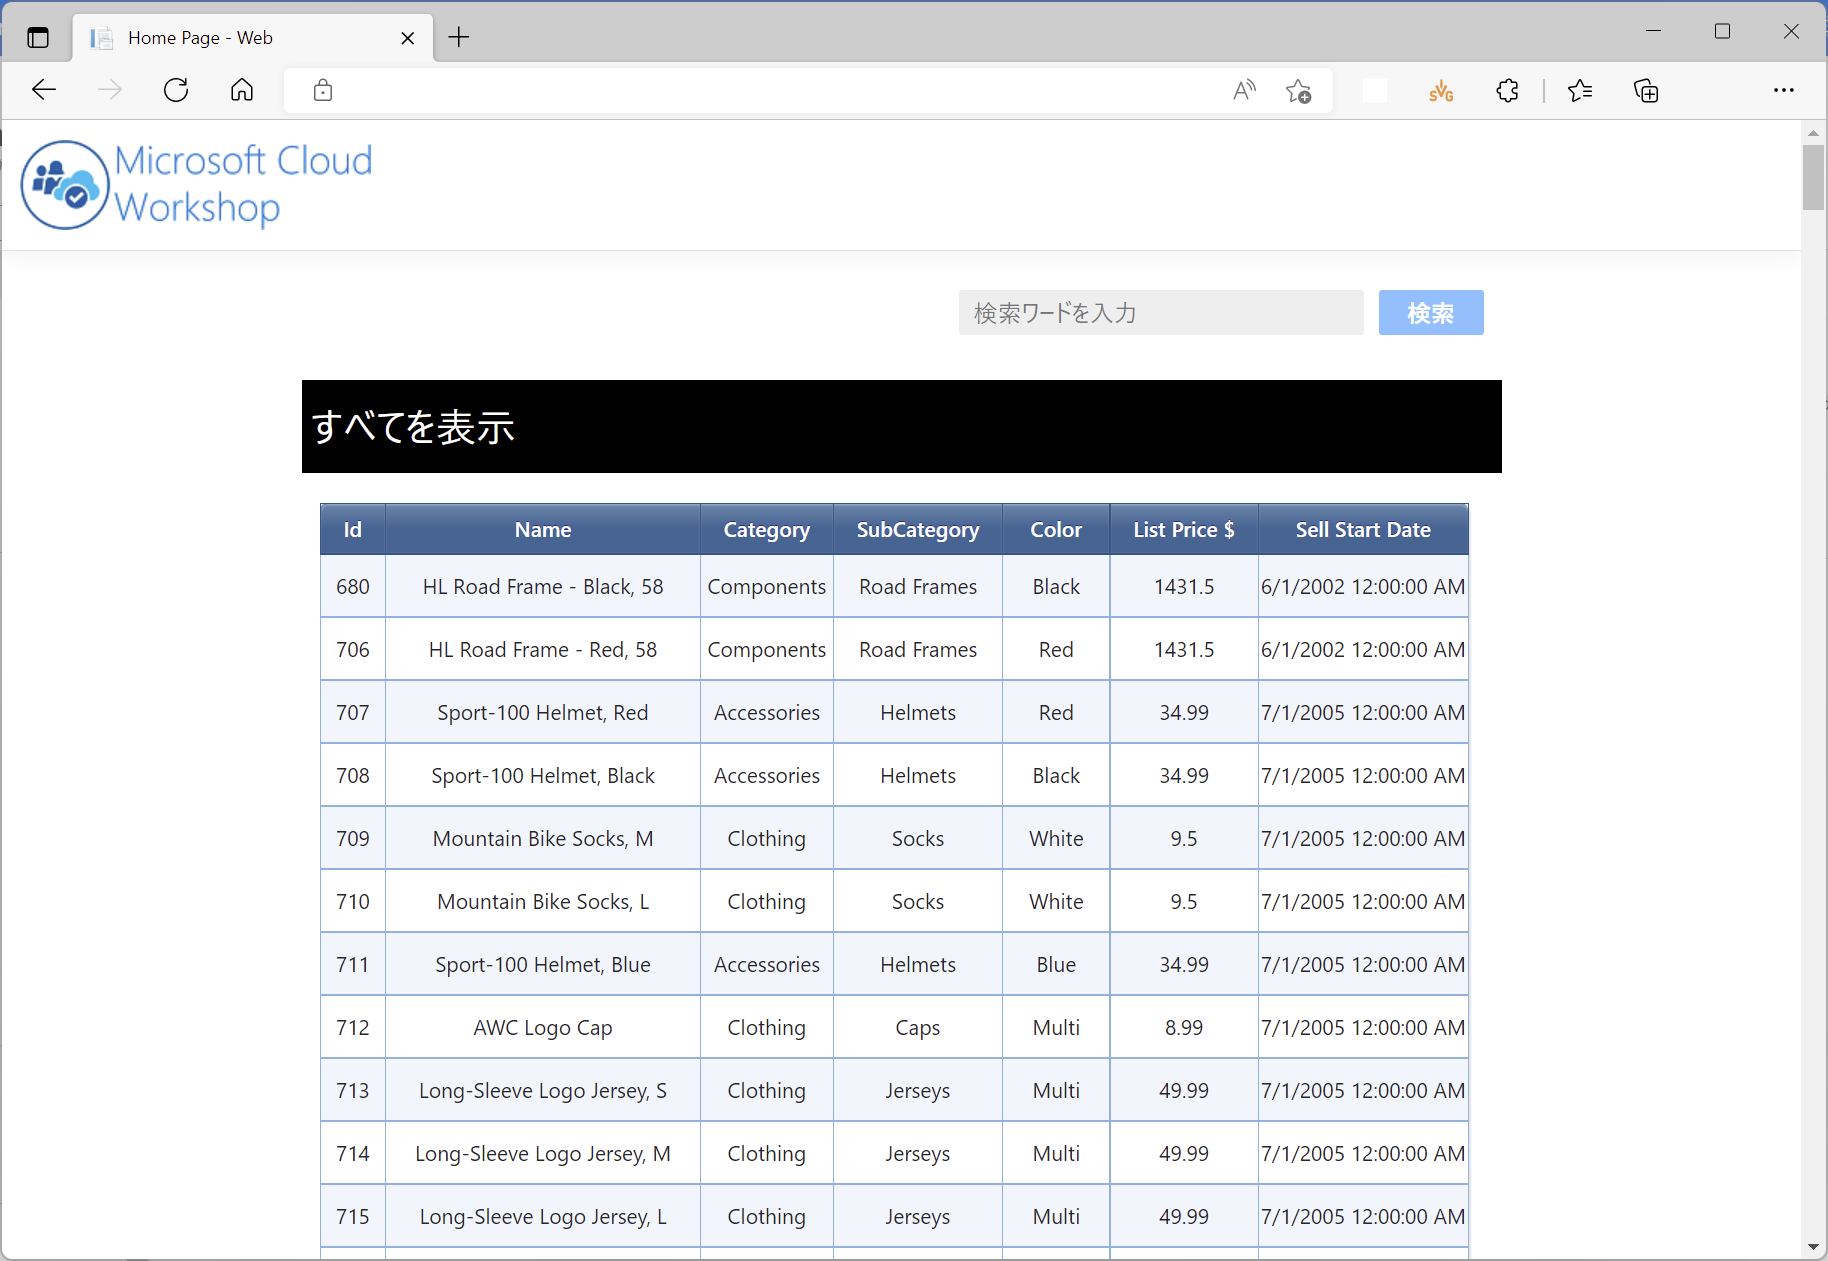 Home Page - Web
SVG
Microsoft Cloud
Workshop
検索ワードを入力 検索
すべてを表示
Id Name Category SubCategory Color List Price $ Sell Start Date
680 HL Road Frame - Black, 58 Components Road Frames Black 1431.5 6/1/2002 12:00:00 AM
706 HL Road Frame - Red, 58 Components Road Frames Red 1431.5 6/1/2002 12:00:00 AM
707 Sport-100 Helmet, Red Accessories Helmets Red 34.99 7/1/2005 12:00:00 AM
708 Sport-100 Helmet, Black Accessories Helmets Black 34.99 7/1/2005 12:00:00 AM
709 Mountain Bike Socks, M Clothing Socks White 9.5 7/1/2005 12:00:00 AM
710 Mountain Bike Socks, L Clothing Socks White 9.5 7/1/2005 12:00:00 AM
711 Sport-100 Helmet, Blue Accessories Helmets Blue 34.99 7/1/2005 12:00:00 AM
712 AWC Logo Cap Clothing Caps Multi 8.99 7/1/2005 12:00:00 AM
713 Long-Sleeve Logo Jersey, S Clothing Jerseys Multi 49.99 7/1/2005 12:00:00 AM
714 Long-Sleeve Logo Jersey, M Clothing Jerseys Multi 49.99 7/1/2005 12:00:00 AM
715 Long-Sleeve Logo Jersey, L Clothing Jerseys Multi 49.99 7/1/2005 12:00:00 AM